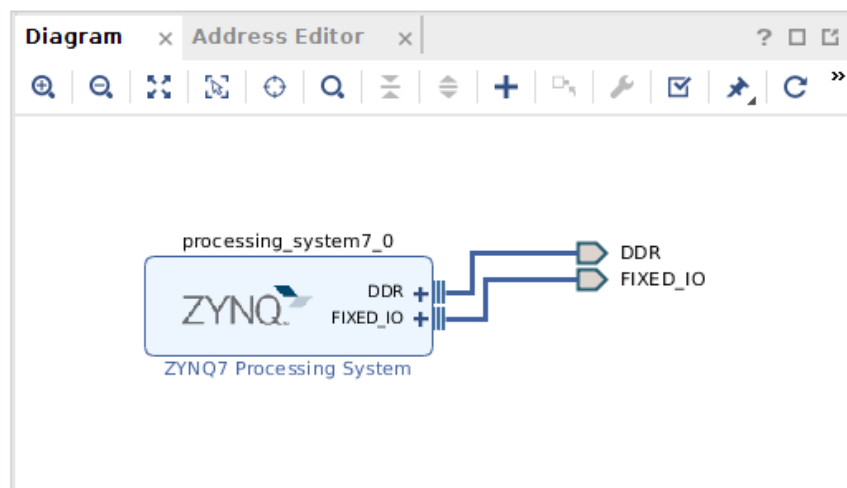 Diagram Address Editor
processing_system7_0
DDR
FIXED_IO
ZYNQ
DDR
FIXED_IO
ZYNQ7 Processing System